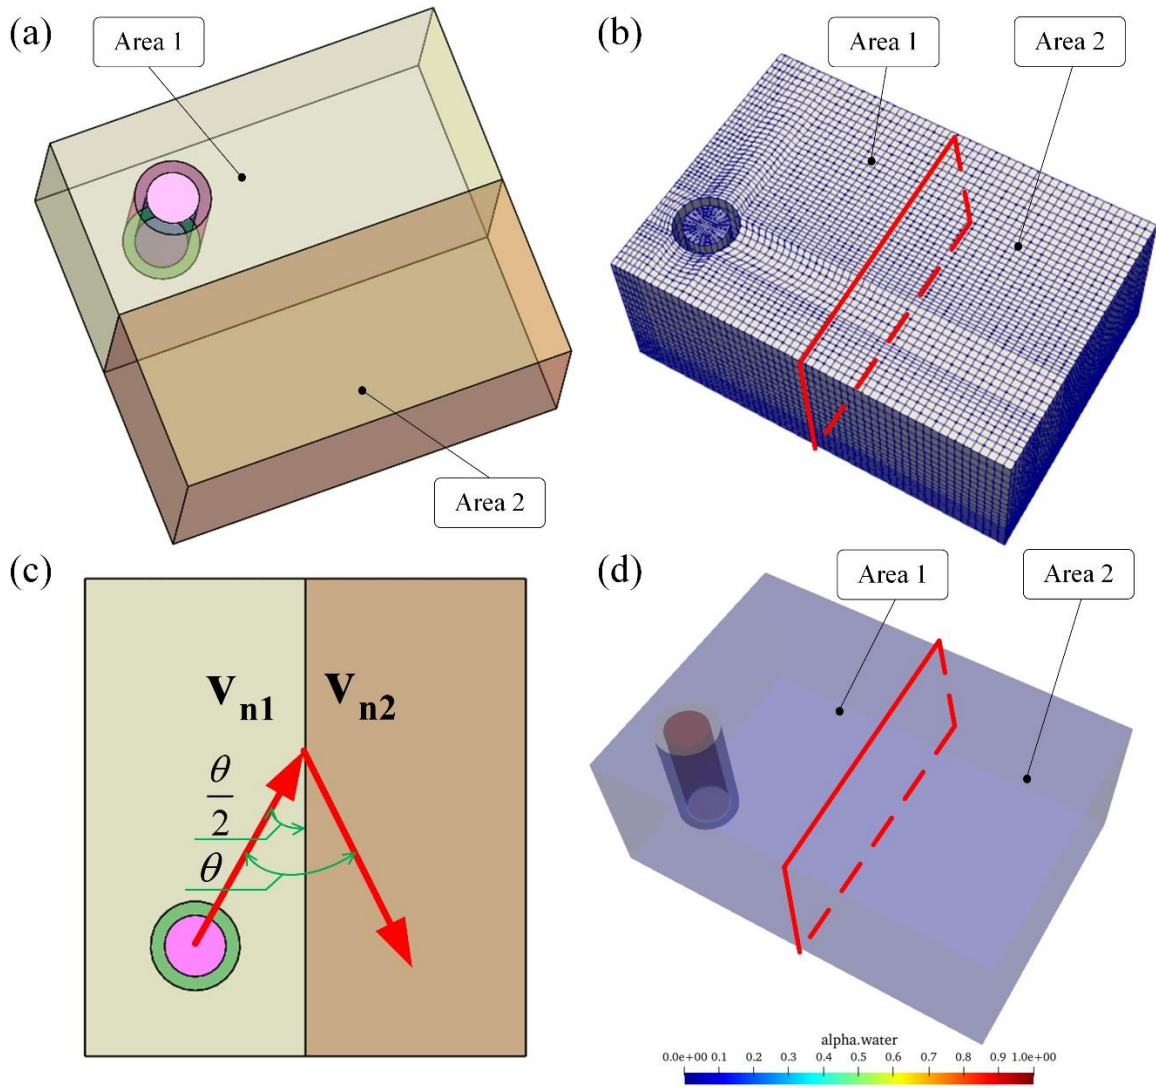 (a)
Area 1
Area 2
(b)
Area 1
Area 2
(c)
v_n1 v_n2
θ/2
θ
(d)
Area 1
Area 2
alpha.water
0.0e+00 0.1 0.2 0.3 0.4 0.5 0.6 0.7 0.8 0.9 1.0e+00